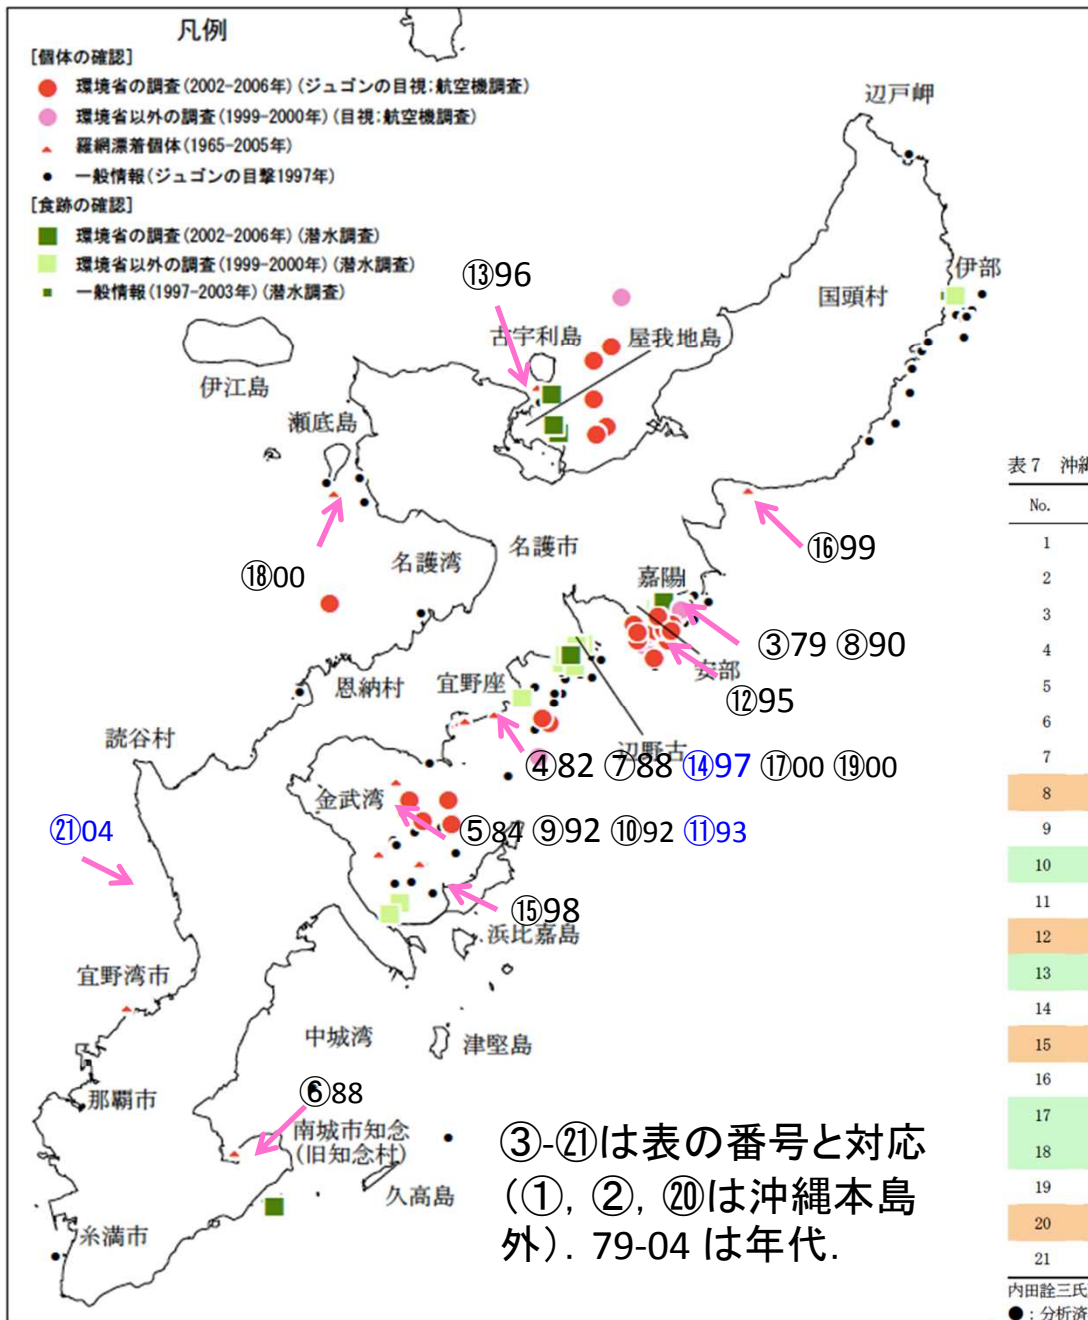 凡例
[個体の確認]
環境省の調査(2002-2006年)(ジュゴンの目視:航空機調査)
環境省以外の調査(1999-2000年)(目視:航空機調査)
羅網漂着個体(1965-2005年)
一般情報(ジュゴンの目撃1997年)
[食跡の確認]
環境省の調査(2002-2006年)(潜水調査)
環境省以外の調査(1999-2000年)(潜水調査)
一般情報(1997-2003年)(潜水調査)
辺戸岬
伊部
国頭村
⑬96
古宇利島
屋我地島
伊江島
瀬底島
⑯99
⑱00
名護湾
名護市
嘉陽
③79 ⑧90
安部
⑫95
恩納村
宜野座
辺野古
読谷村
④82 ⑦88 ⑭97 ⑰00 ⑲00
金武湾
㉑04
⑤84 ⑨92 ⑩92 ⑪93
⑮98
浜比嘉島
宜野湾市
中城湾
津堅島
那覇市
⑥88
南城市知念
(旧知念村)
久高島
糸満市
③-㉑は表の番号と対応
(①, ②, ⑳は沖縄本島
外). 79-04 は年代.
表7 沖縄
No.
1
2
3
4
5
6
7
8
9
10
11
12
13
14
15
16
17
18
19
20
21
内田詮三氏
●:分析済